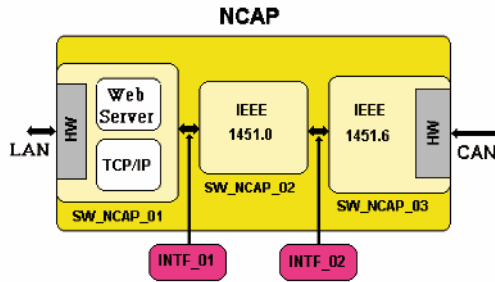 NCAP
Web
Server
TCP/IP
HW
LAN
SW_NCAP_01
IEEE
1451.0
SW_NCAP_02
IEEE
1451.6
HW
CAN
SW_NCAP_03
INTF_01
INTF_02